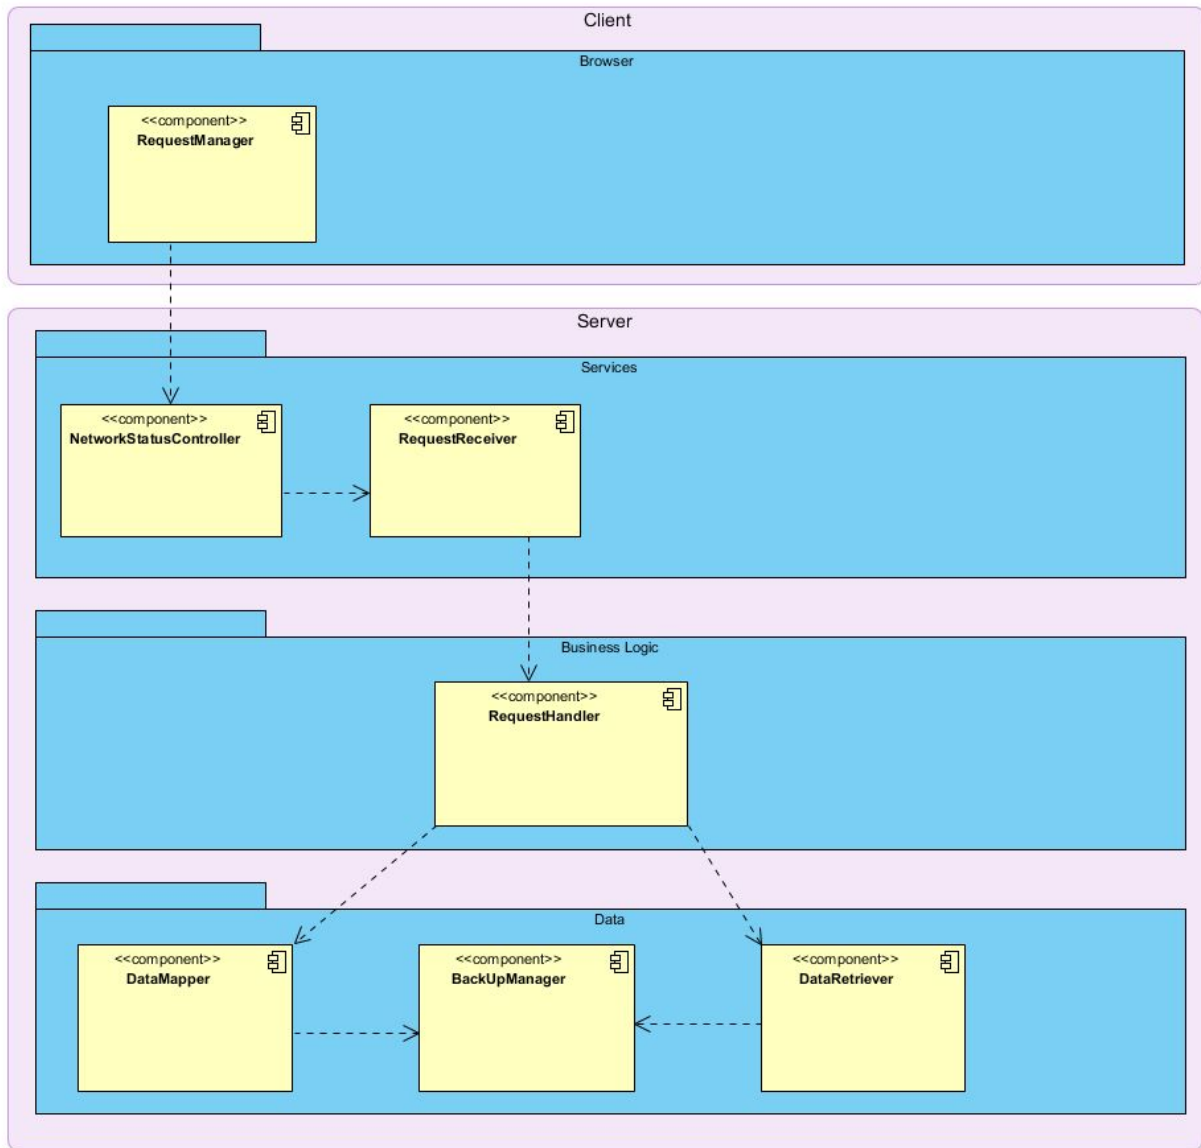 Client
Browser
<<component>>
RequestManager
Server
Services
<<component>>
NetworkStatusController
<<component>>
RequestReceiver
Business Logic
<<component>>
RequestHandler
Data
<<component>>
DataMapper
<<component>>
BackUpManager
<<component>>
DataRetriever